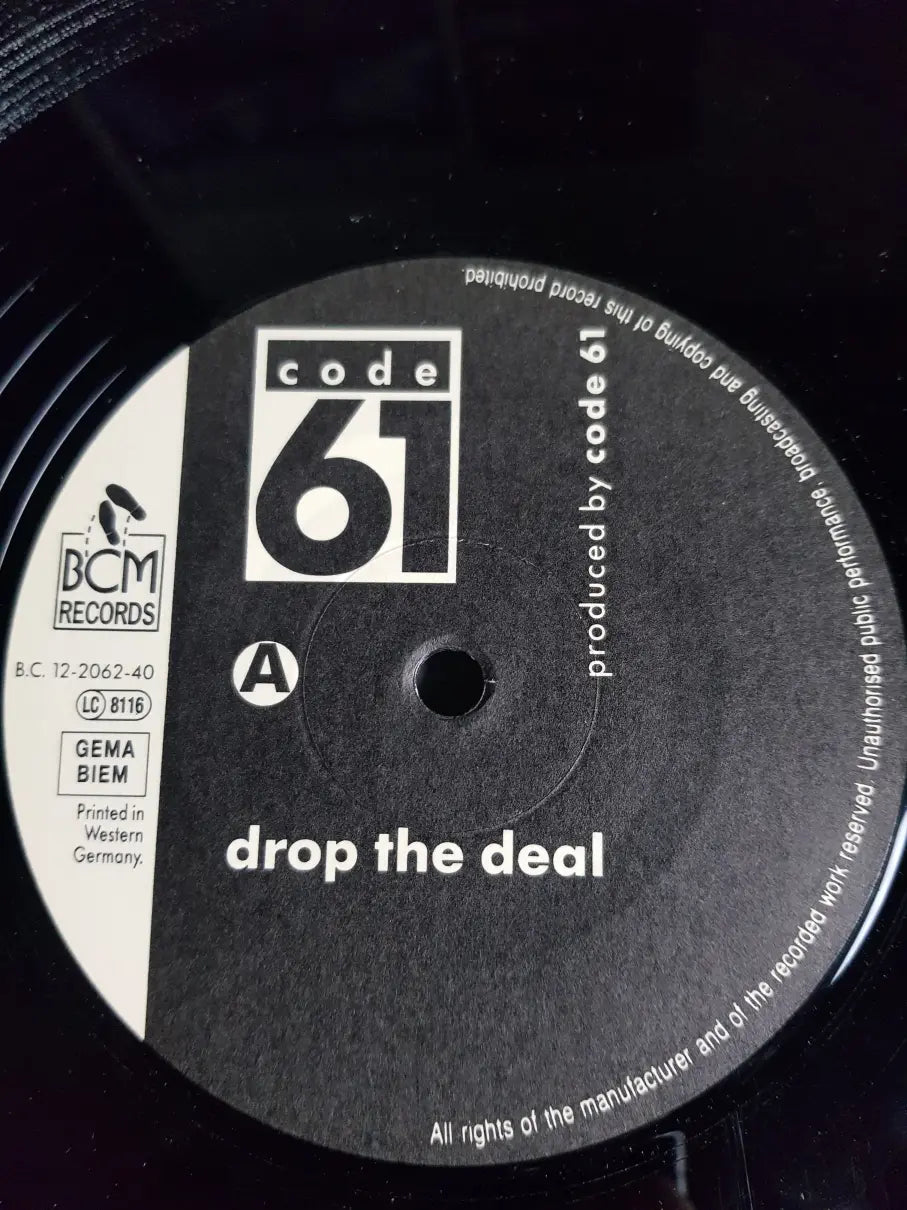 code
61
BCM
RECORDS
B.C. 12-2062-40
LC 8116
GEMA
BIEM
Printed in
Western
Germany.
A
produced by code 61
drop the deal
All rights of the manufacturer and of the recorded work reserved. Unauthorised public performance, broadcasting and copying of this record prohibited.